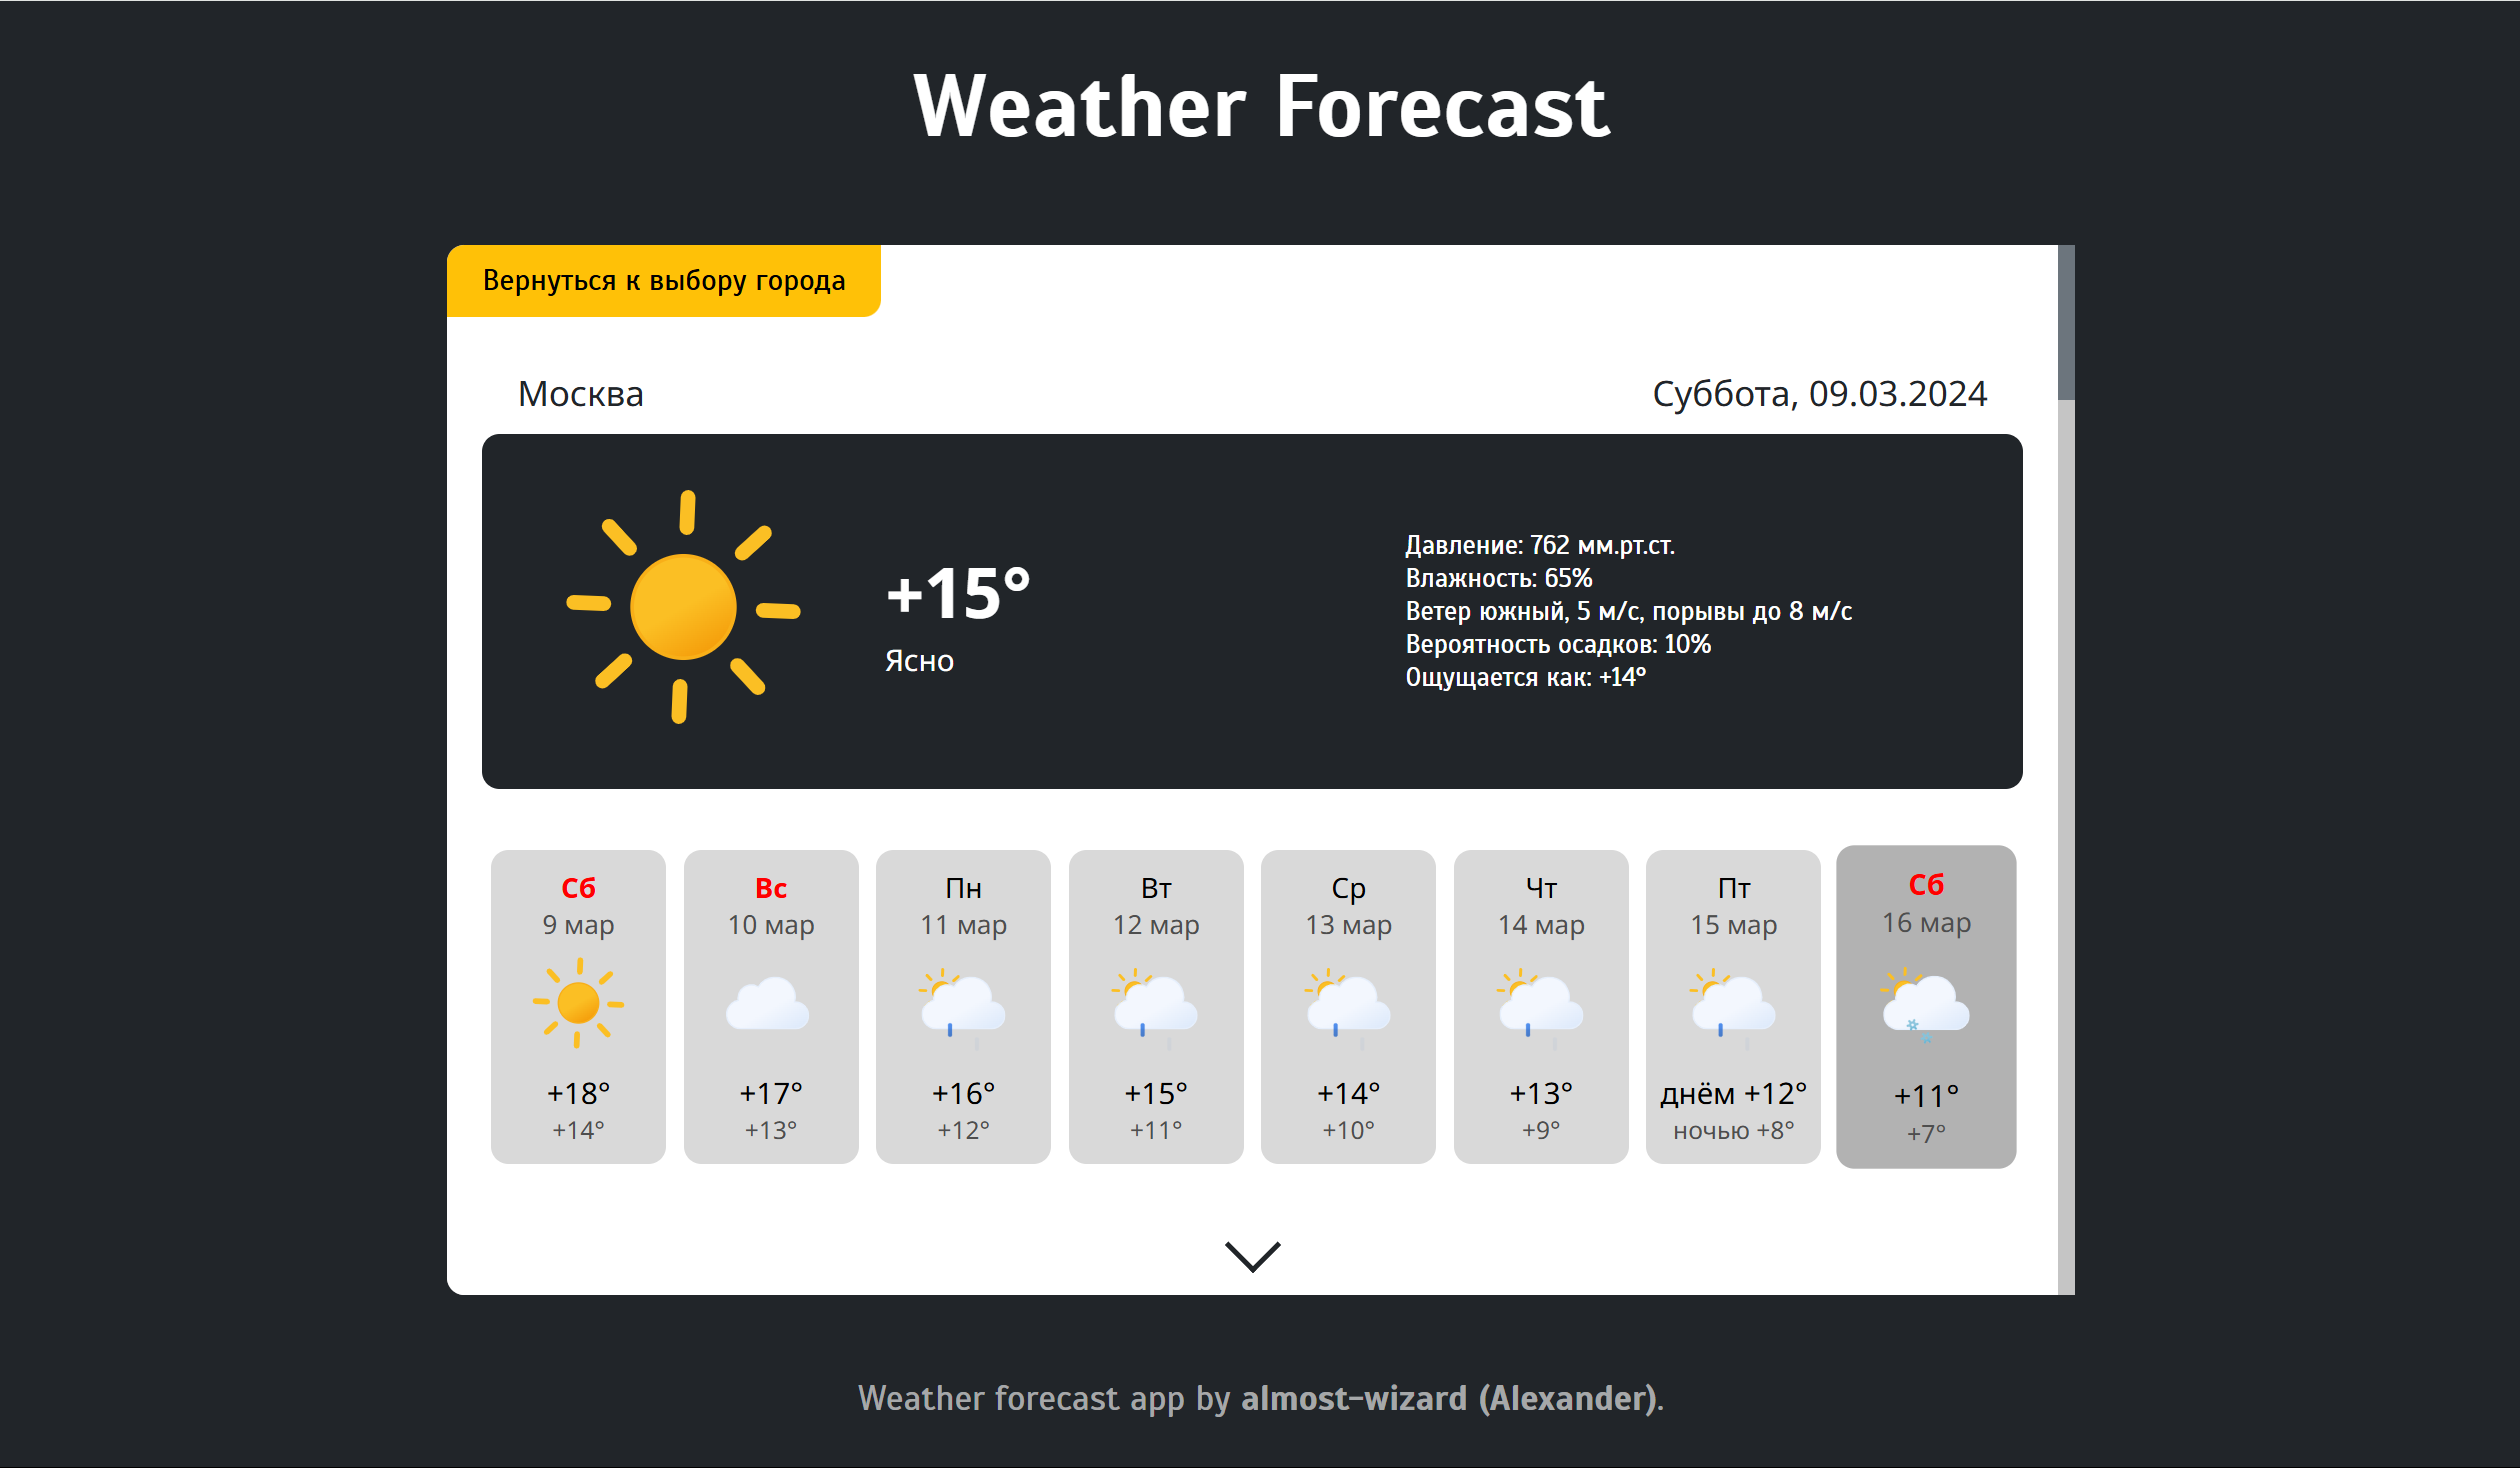 Weather Forecast
Вернуться к выбору города
Москва
Суббота, 09.03.2024
+15°
Ясно
Давление: 762 мм.рт.ст.
Влажность: 65%
Ветер южный, 5 м/с, порывы до 8 м/с
Вероятность осадков: 10%
Ощущается как: +14°
Сб
9 мар
+18°
+14°
Вс
10 мар
+17°
+13°
Пн
11 мар
+16°
+12°
Вт
12 мар
+15°
+11°
Ср
13 мар
+14°
+10°
Чт
14 мар
+13°
+9°
Пт
15 мар
днём +12°
ночью +8°
Сб
16 мар
+11°
+7°
Weather forecast app by almost-wizard (Alexander).